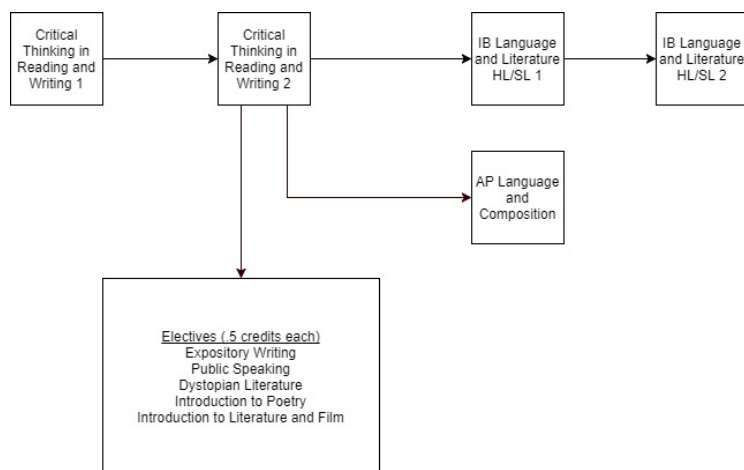 Critical
Thinking in
Reading and
Writing 1
Critical
Thinking in
Reading and
Writing 2
IB Language
and Literature
HL/SL 1
IB Language
and Literature
HL/SL 2
AP Language
and
Composition
Electives (.5 credits each)
Expository Writing
Public Speaking
Dystopian Literature
Introduction to Poetry
Introduction to Literature and Film